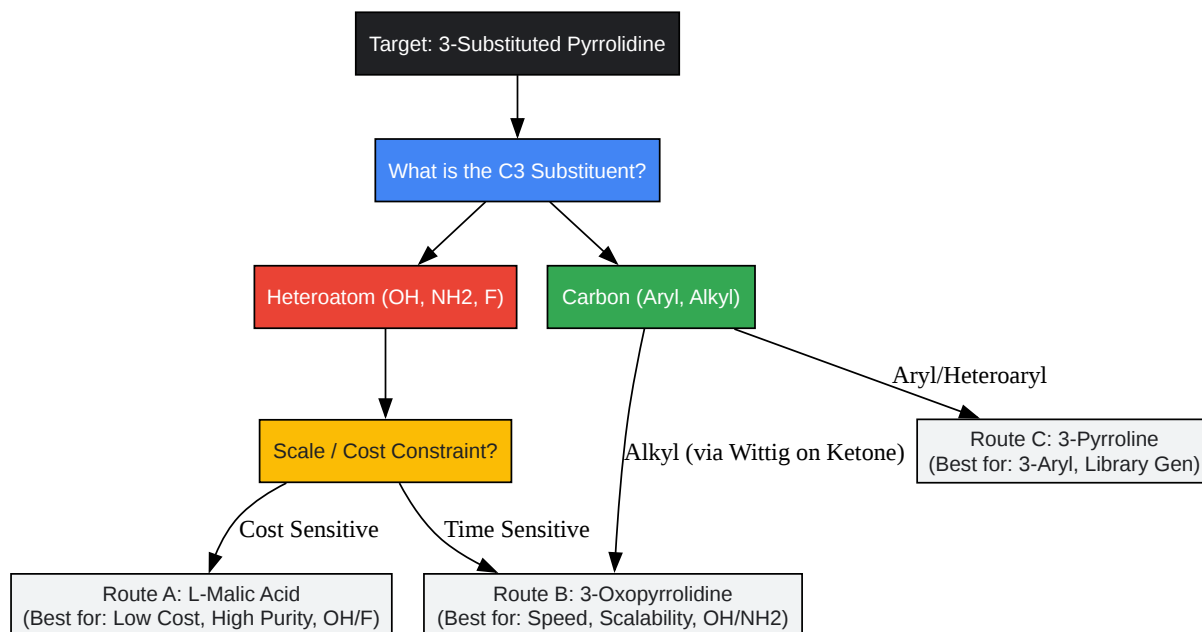 Target: 3-Substituted Pyrrolidine
What is the C3 Substituent?
Heteroatom (OH, NH2, F)
Carbon (Aryl, Alkyl)
Aryl/Heteroaryl
Scale / Cost Constraint?
Alkyl (via Wittig on Ketone)
Route C: 3-Pyrroline
(Best for: 3-Aryl, Library Gen)
Cost Sensitive
Time Sensitive
Route A: L-Malic Acid
(Best for: Low Cost, High Purity, OH/F)
Route B: 3-Oxopyrrolidine
(Best for: Speed, Scalability, OH/NH2)